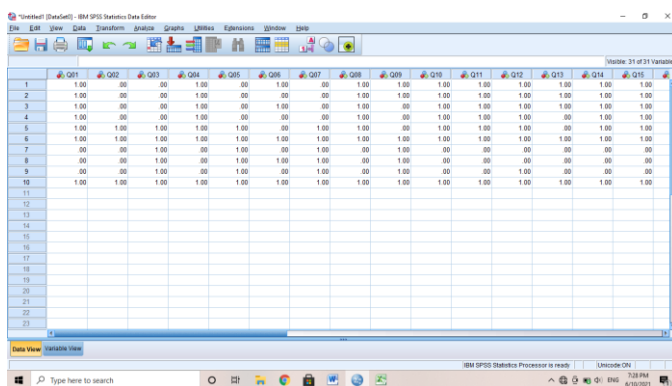 *Untitled1 [DataSet0] - IBM SPSS Statistics Data Editor
File Edit View Data Transform Analyze Graphs Utilities Extensions Window Help
Visible: 31 of 31 Variable
Q01 Q02 Q03 Q04 Q05 Q06 Q07 Q08 Q09 Q10 Q11 Q12 Q13 Q14 Q15
1 1.00 .00 .00 1.00 .00 1.00 .00 1.00 .00 1.00 1.00 1.00 1.00 1.00 1.00
2 1.00 .00 .00 1.00 .00 .00 .00 1.00 .00 1.00 1.00 1.00 1.00 1.00 1.00
3 1.00 .00 1.00 1.00 .00 1.00 .00 1.00 .00 1.00 1.00 1.00 1.00 1.00 1.00
4 1.00 .00 .00 1.00 .00 .00 .00 1.00 .00 1.00 1.00 1.00 .00 1.00 1.00
5 1.00 1.00 1.00 1.00 .00 .00 1.00 1.00 .00 1.00 1.00 1.00 .00 1.00 1.00
6 1.00 1.00 1.00 1.00 1.00 1.00 1.00 1.00 1.00 1.00 1.00 1.00 1.00 1.00 1.00
7 .00 .00 1.00 .00 1.00 .00 1.00 .00 1.00 .00 .00 1.00 .00 .00 .00
8 .00 .00 1.00 .00 1.00 1.00 1.00 .00 1.00 .00 .00 .00 .00 .00 .00
9 .00 .00 1.00 .00 1.00 .00 1.00 .00 1.00 .00 .00 1.00 .00 .00 .00
10 1.00 1.00 1.00 1.00 1.00 1.00 1.00 1.00 1.00 1.00 1.00 1.00 1.00 1.00 1.00
11
12
13
14
15
16
17
18
19
20
21
22
23
Data View Variable View
IBM SPSS Statistics Processor is ready Unicode:ON
Type here to search
ENG
7:28 PM
6/10/2021